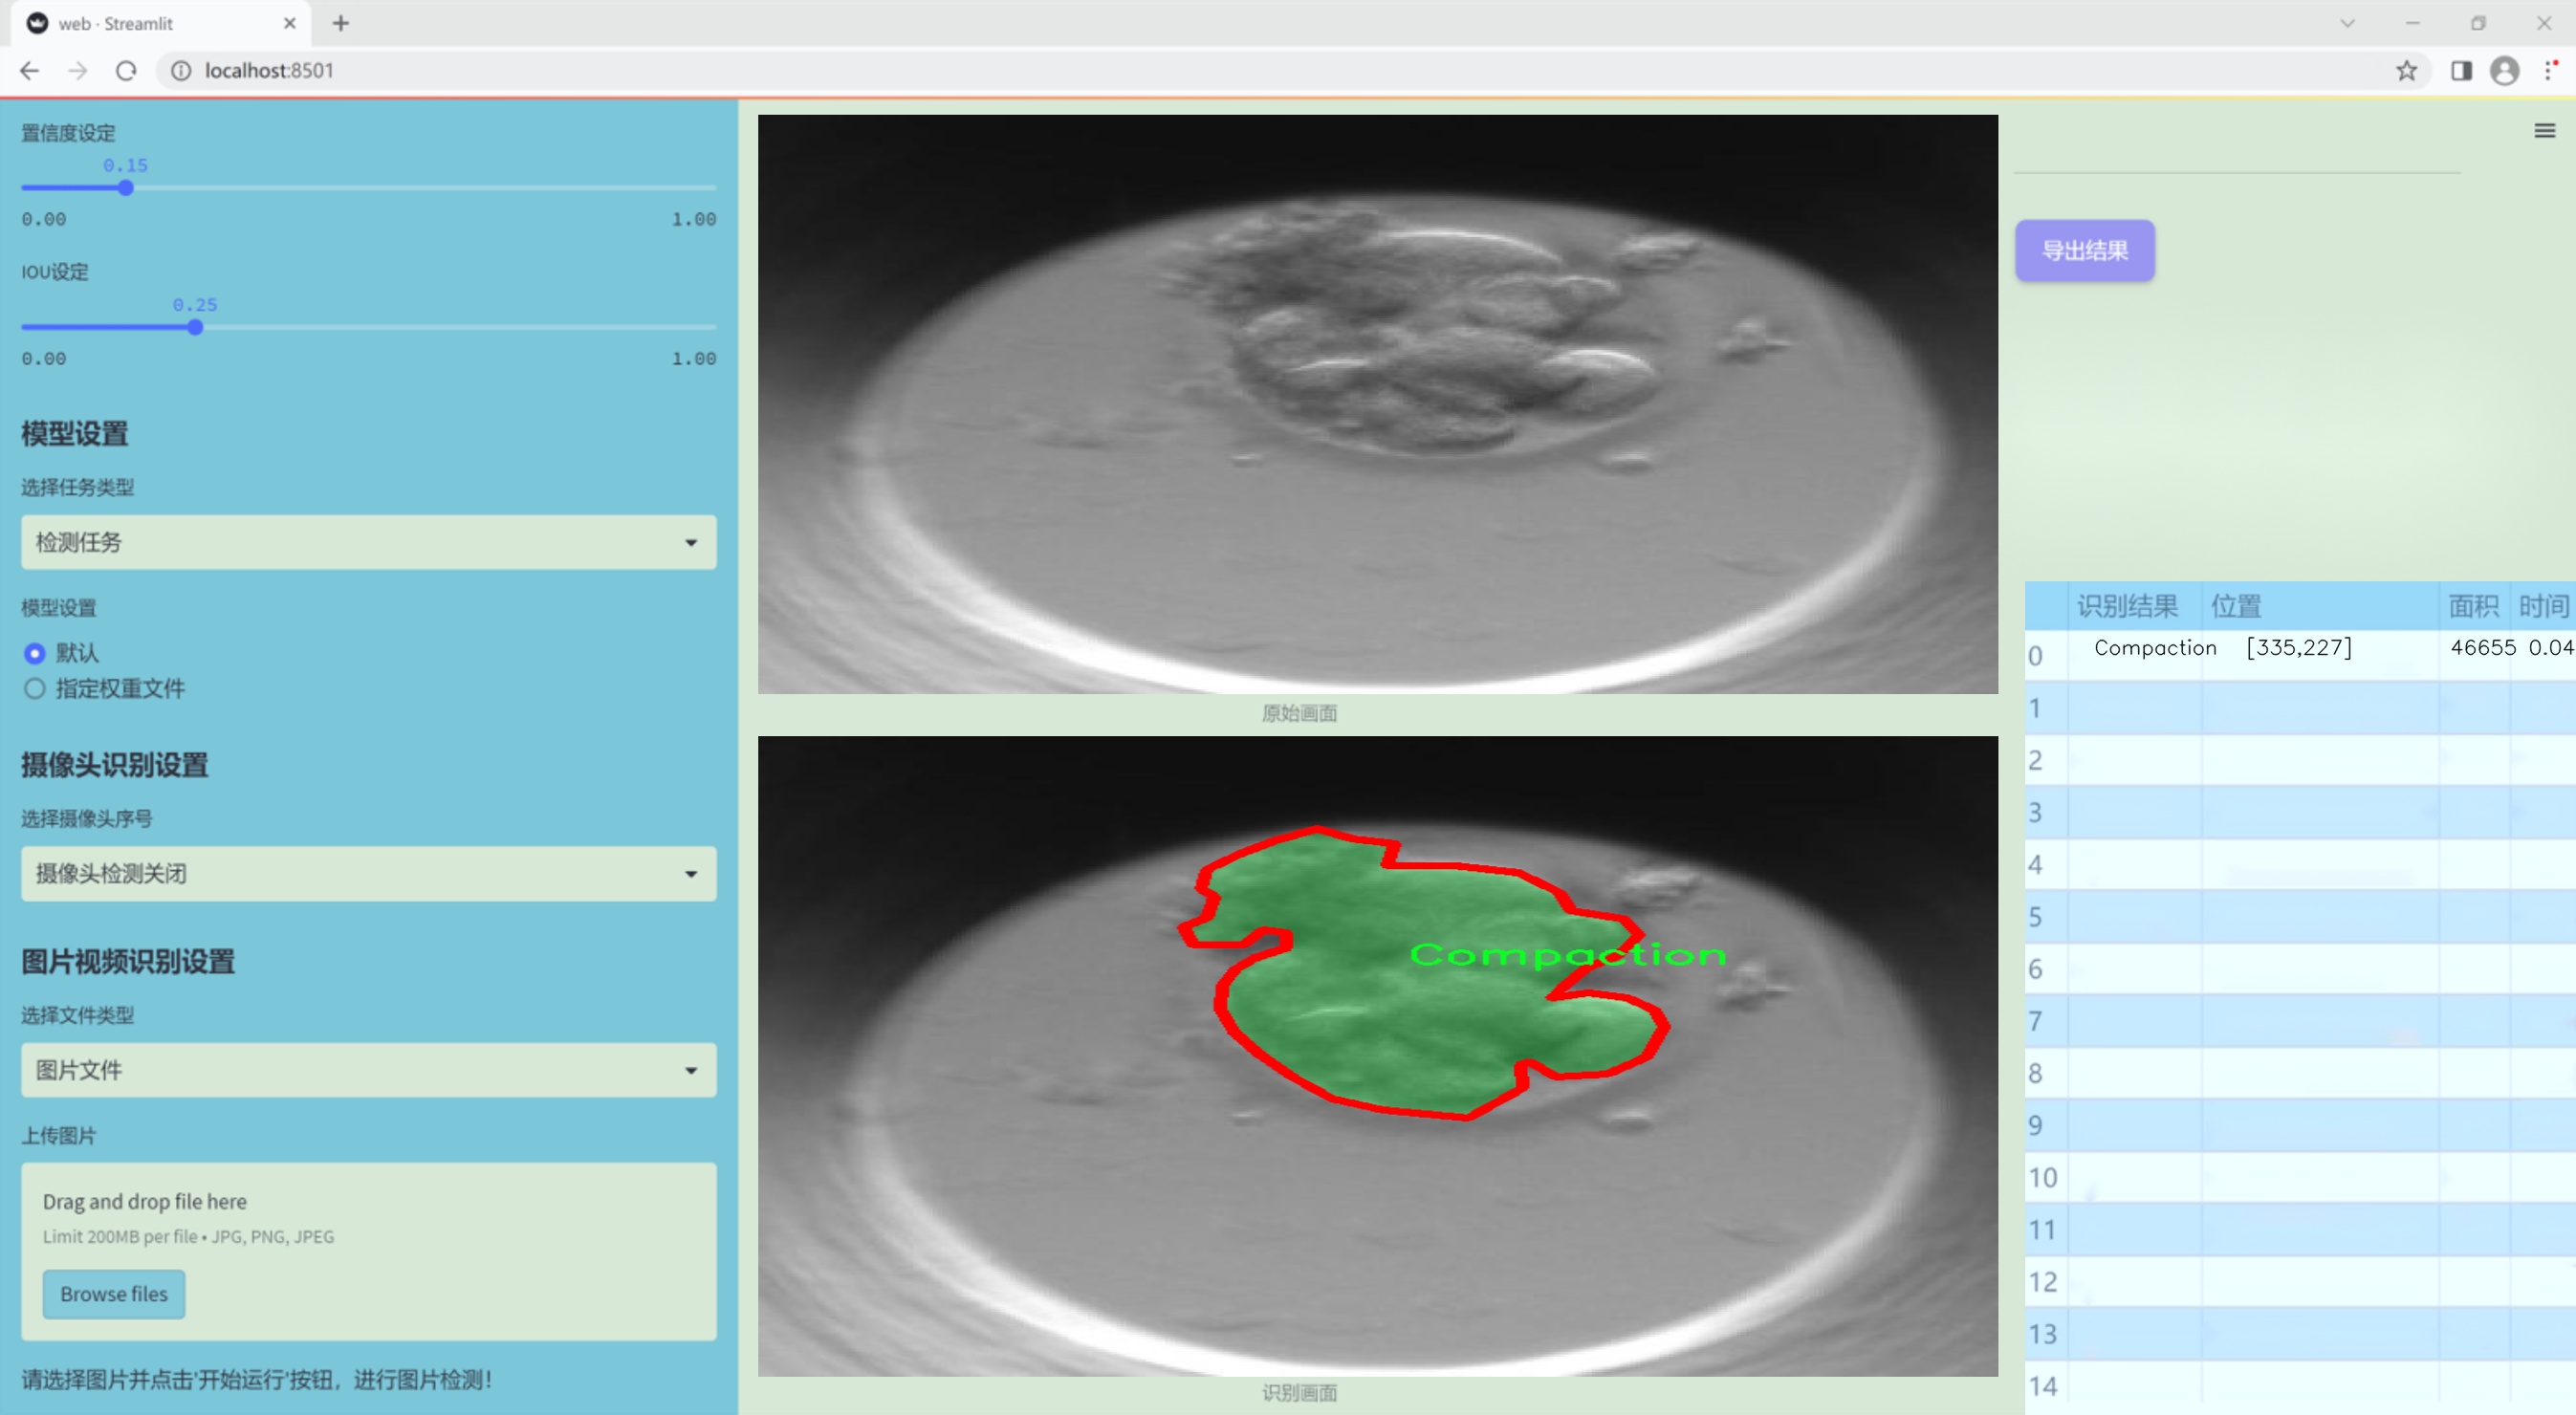 web · Streamlit
localhost:8501
置信度设定
0.15
0.00 1.00
IOU设定
0.25
0.00 1.00
模型设置
选择任务类型
检测任务
模型设置
默认
指定权重文件
摄像头识别设置
选择摄像头序号
摄像头检测关闭
图片视频识别设置
选择文件类型
图片文件
上传图片
Drag and drop file here
Limit 200MB per file • JPG, PNG, JPEG
Browse files
请选择图片并点击'开始运行'按钮，进行图片检测！
原始画面
Compaction
识别画面
导出结果
识别结果 位置 面积 时间
0 Compaction [335,227] 46655 0.04
1
2
3
4
5
6
7
8
9
10
11
12
13
14